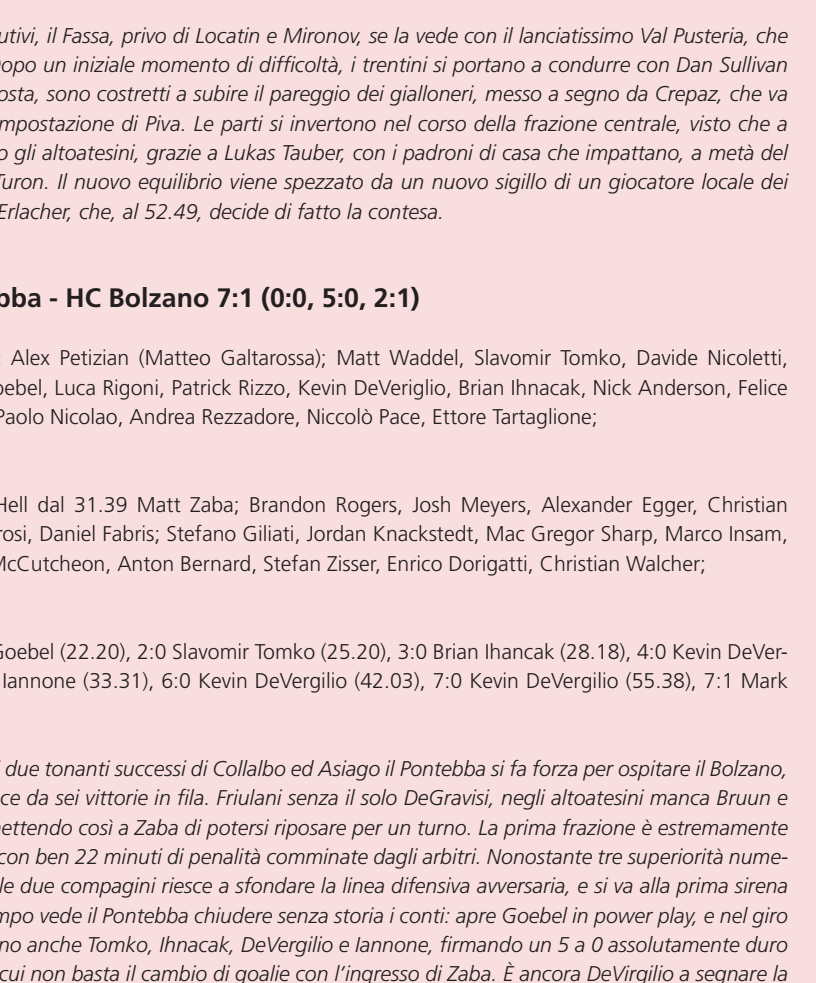 utivi, il Fassa, privo di Locatin e Mironov, se la vede con il lanciatissimo Val Pusteria, che
opo un iniziale momento di difficoltà, i trentini si portano a condurre con Dan Sullivan
osta, sono costretti a subire il pareggio dei gialloneri, messo a segno da Crepaz, che va
mpostazione di Piva. Le parti si invertono nel corso della frazione centrale, visto che a
o gli altoatesini, grazie a Lukas Tauber, con i padroni di casa che impattano, a metà del
Turon. Il nuovo equilibrio viene spezzato da un nuovo sigillo di un giocatore locale dei
Erlacher, che, al 52.49, decide di fatto la contesa.
bba - HC Bolzano 7:1 (0:0, 5:0, 2:1)
: Alex Petizian (Matteo Galtarossa); Matt Waddel, Slavomir Tomko, Davide Nicoletti,
oebel, Luca Rigoni, Patrick Rizzo, Kevin DeVeriglio, Brian Ihnacak, Nick Anderson, Felice
Paolo Nicolao, Andrea Rezzadore, Niccolò Pace, Ettore Tartaglione;
Hell dal 31.39 Matt Zaba; Brandon Rogers, Josh Meyers, Alexander Egger, Christian
rosi, Daniel Fabris; Stefano Giliati, Jordan Knackstedt, Mac Gregor Sharp, Marco Insam,
McCutcheon, Anton Bernard, Stefan Zisser, Enrico Dorigatti, Christian Walcher;
Goebel (22.20), 2:0 Slavomir Tomko (25.20), 3:0 Brian Ihancak (28.18), 4:0 Kevin DeVer-
Iannone (33.31), 6:0 Kevin DeVergilio (42.03), 7:0 Kevin DeVergilio (55.38), 7:1 Mark
i due tonanti successi di Collalbo ed Asiago il Pontebba si fa forza per ospitare il Bolzano,
ce da sei vittorie in fila. Friulani senza il solo DeGravisi, negli altoatesini manca Bruun e
nettendo così a Zaba di potersi riposare per un turno. La prima frazione è estremamente
con ben 22 minuti di penalità comminate dagli arbitri. Nonostante tre superiorità nume-
le due compagini riesce a sfondare la linea difensiva avversaria, e si va alla prima sirena
mpo vede il Pontebba chiudere senza storia i conti: apre Goebel in power play, e nel giro
no anche Tomko, Ihnacak, DeVergilio e Iannone, firmando un 5 a 0 assolutamente duro
cui non basta il cambio di goalie con l'ingresso di Zaba. È ancora DeVirgilio a segnare la